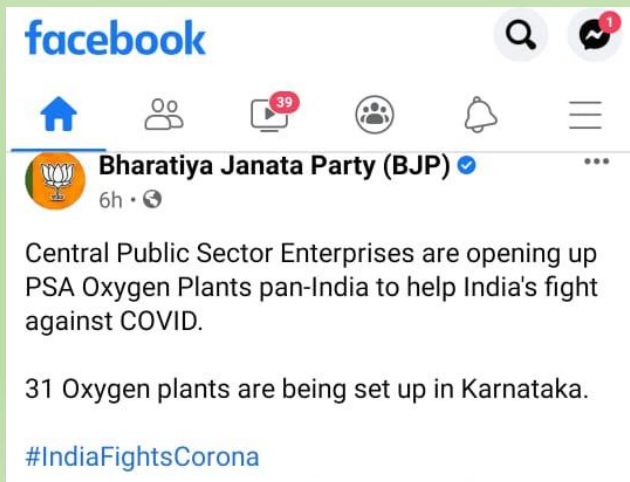 facebook
1
39
Bharatiya Janata Party (BJP)
6h •
Central Public Sector Enterprises are opening up
PSA Oxygen Plants pan-India to help India's fight
against COVID.
31 Oxygen plants are being set up in Karnataka.
#IndiaFightsCorona